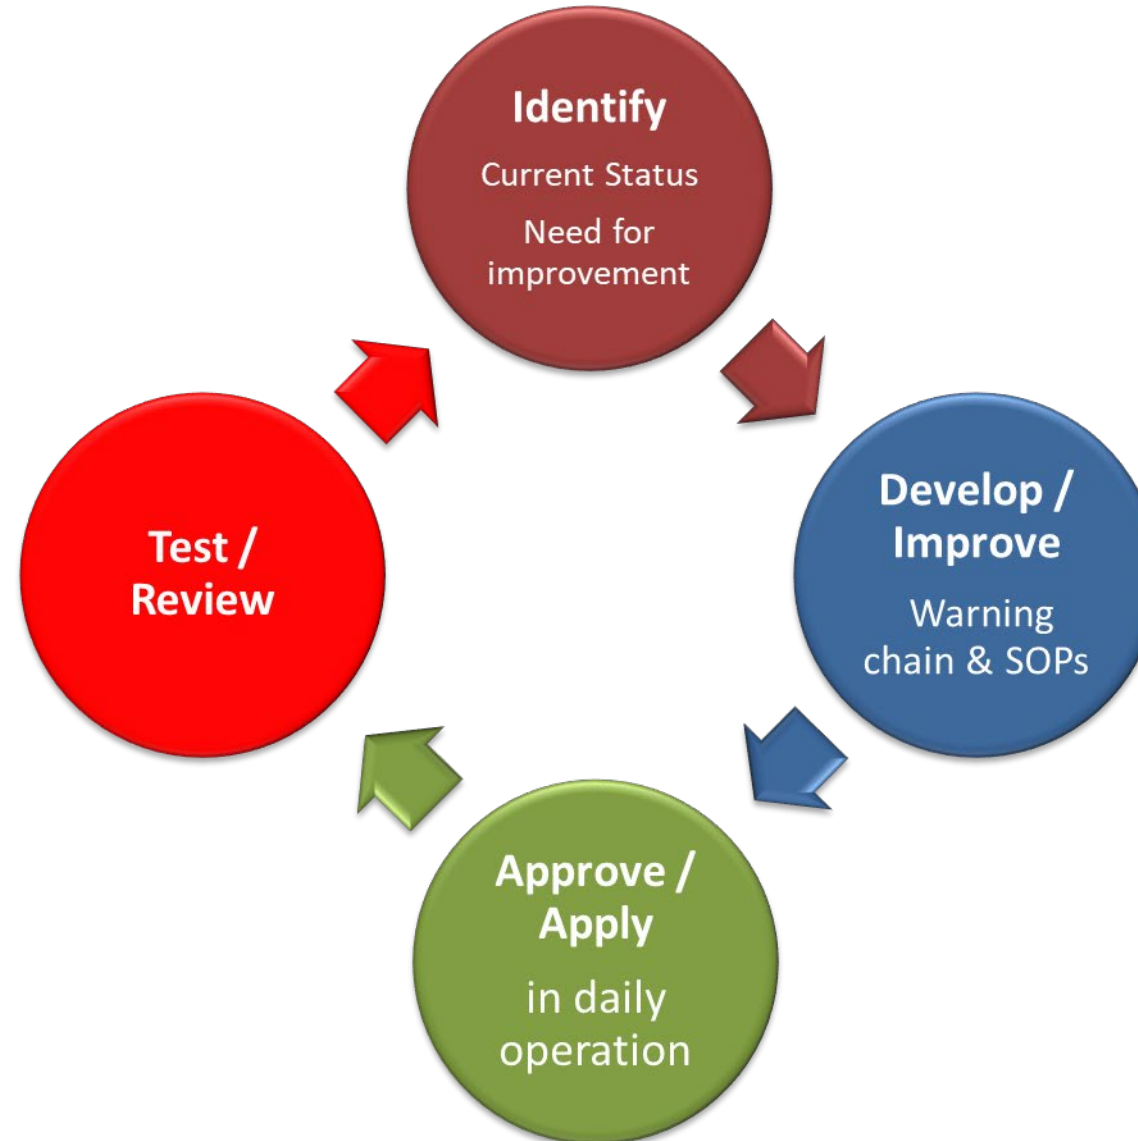 Identify
Current Status
Need for
improvement
Develop /
Improve
Warning
chain & SOPs
Approve /
Apply
in daily
operation
Test /
Review